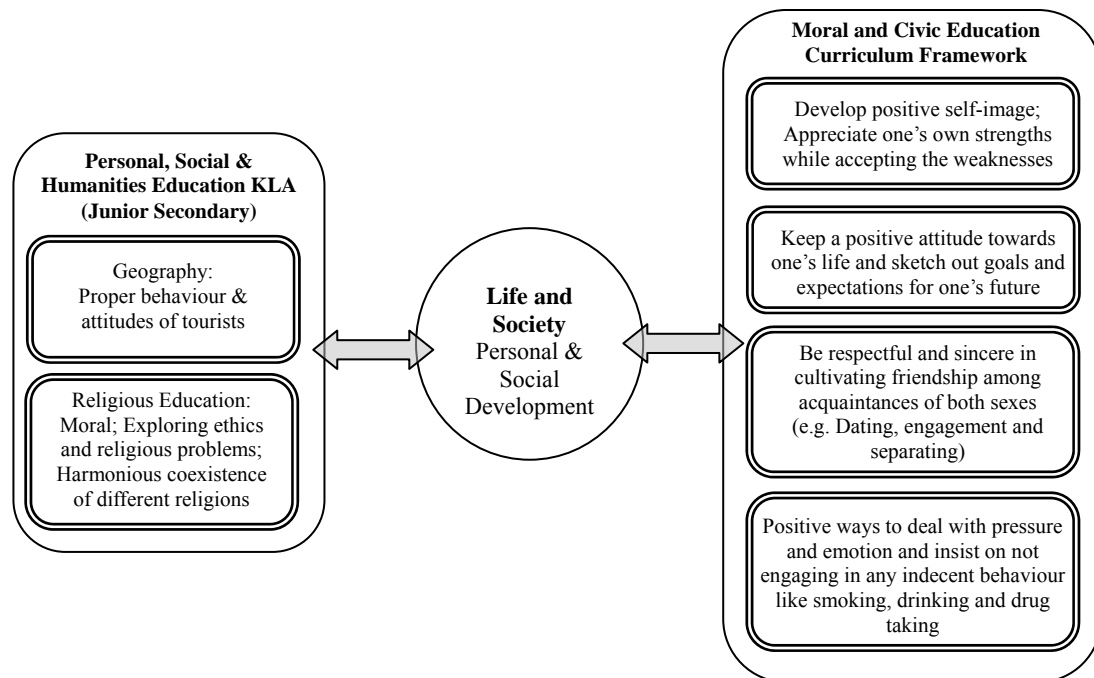 Personal, Social &
Humanities Education KLA
(Junior Secondary)
Geography:
Proper behaviour &
attitudes of tourists
Religious Education:
Moral; Exploring ethics
and religious problems;
Harmonious coexistence
of different religions
Life and
Society
Personal &
Social
Development
Moral and Civic Education
Curriculum Framework
Develop positive self-image;
Appreciate one’s own strengths
while accepting the weaknesses
Keep a positive attitude towards
one’s life and sketch out goals and
expectations for one’s future
Be respectful and sincere in
cultivating friendship among
acquaintances of both sexes
(e.g. Dating, engagement and
separating)
Positive ways to deal with pressure
and emotion and insist on not
engaging in any indecent behaviour
like smoking, drinking and drug
taking